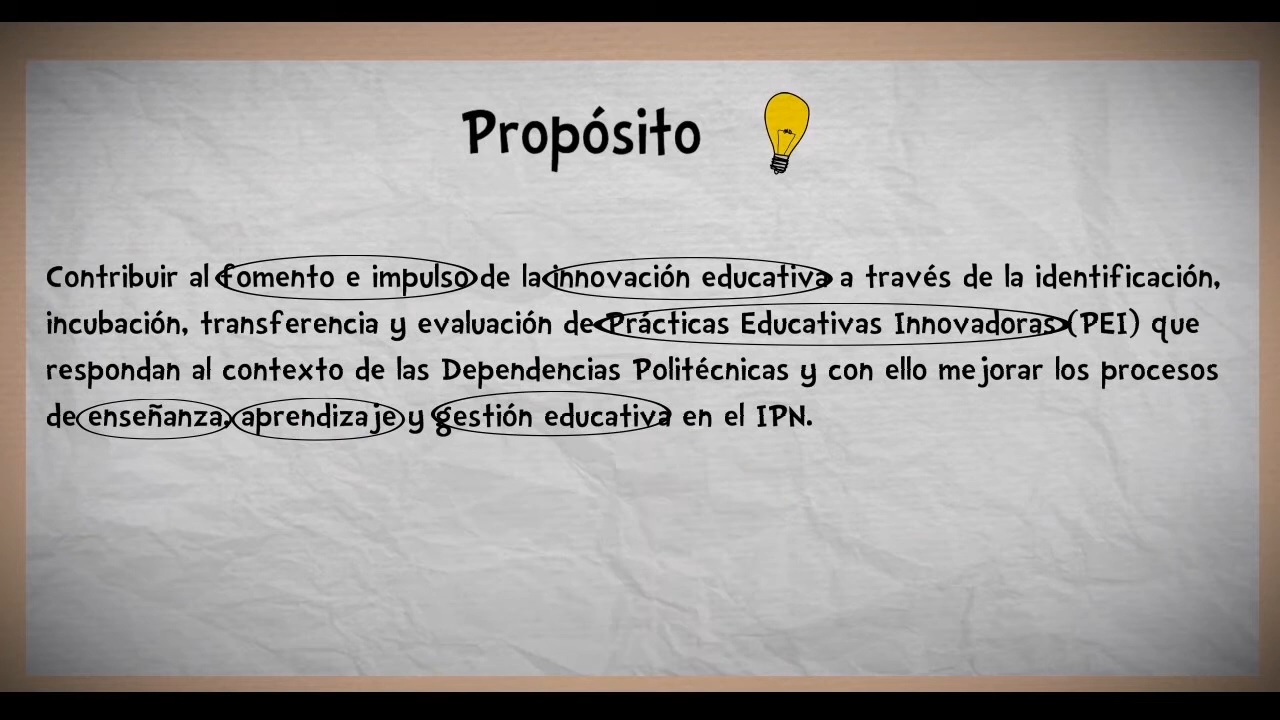 Propósito
Contribuir al fomento e impulso de la innovación educativa a través de la identificación,
incubación, transferencia y evaluación de Prácticas Educativas Innovadoras (PEI) que
respondan al contexto de las Dependencias Politécnicas y con ello mejorar los procesos
de enseñanza, aprendizaje y gestión educativa en el IPN.